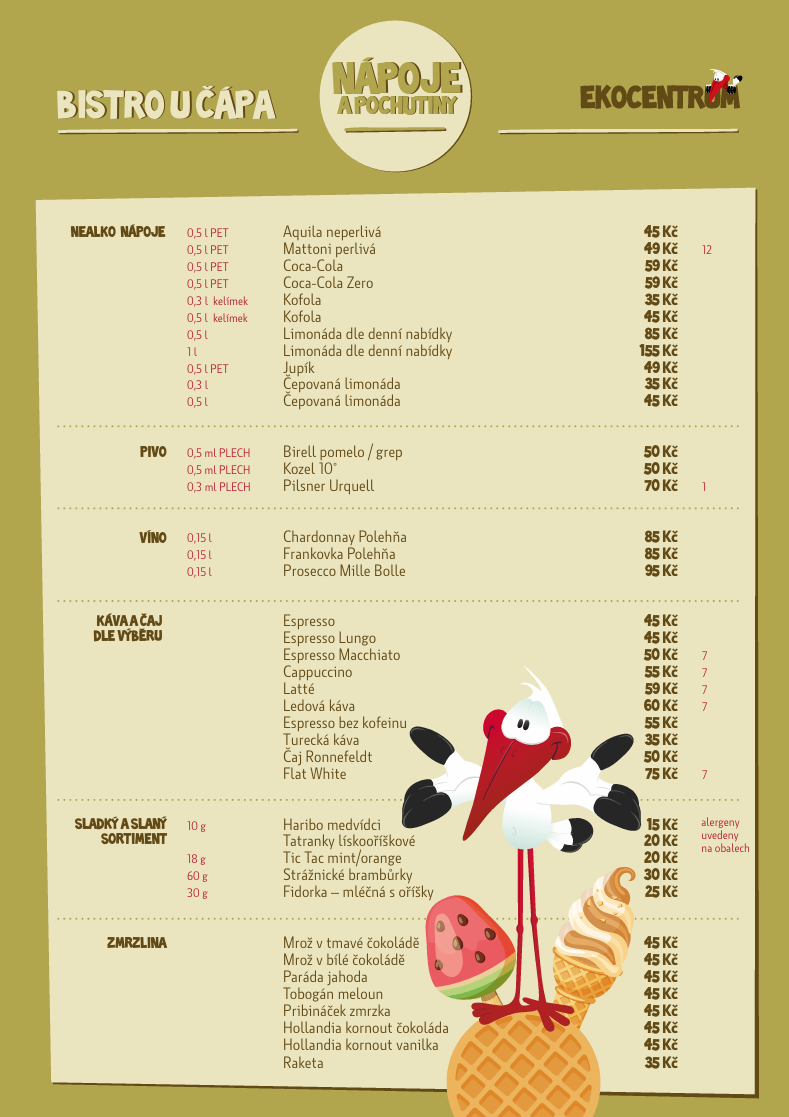 BISTRO U ČÁPA
NÁPOJE
A POCHUTINY
EKOCENTRUM
NEALKO NÁPOJE 0,5 l PET Aquila neperlivá 45 Kč
0,5 l PET Mattoni perlivá 49 Kč 12
0,5 l PET Coca-Cola 59 Kč
0,5 l PET Coca-Cola Zero 59 Kč
0,3 l kelímek Kofola 35 Kč
0,5 l kelímek Kofola 45 Kč
0,5 l Limonáda dle denní nabídky 85 Kč
1 l Limonáda dle denní nabídky 155 Kč
0,5 l PET Jupík 49 Kč
0,3 l Čepovaná limonáda 35 Kč
0,5 l Čepovaná limonáda 45 Kč
PIVO 0,5 ml PLECH Birell pomelo / grep 50 Kč
0,5 ml PLECH Kozel 10° 50 Kč
0,3 ml PLECH Pilsner Urquell 70 Kč 1
VÍNO 0,15 l Chardonnay Polehňa 85 Kč
0,15 l Frankovka Polehňa 85 Kč
0,15 l Prosecco Mille Bolle 95 Kč
KÁVA A ČAJ Espresso 45 Kč
DLE VÝBĚRU Espresso Lungo 45 Kč
Espresso Macchiato 50 Kč 7
Cappuccino 55 Kč 7
Latté 59 Kč 7
Ledová káva 60 Kč 7
Espresso bez kofeinu 55 Kč
Turecká káva 35 Kč
Čaj Ronnefeldt 50 Kč
Flat White 75 Kč 7
SLADKÝ A SLANÝ 10 g Haribo medvídci 15 Kč alergeny
SORTIMENT Tatranky lískooříškové 20 Kč uvedeny
na obalech
18 g Tic Tac mint/orange 20 Kč
60 g Strážnické brambůrky 30 Kč
30 g Fidorka – mléčná s oříšky 25 Kč
ZMRZLINA Mrož v tmavé čokoládě 45 Kč
Mrož v bílé čokoládě 45 Kč
Paráda jahoda 45 Kč
Tobogán meloun 45 Kč
Pribináček zmrzka 45 Kč
Hollandia kornout čokoláda 45 Kč
Hollandia kornout vanilka 45 Kč
Raketa 35 Kč